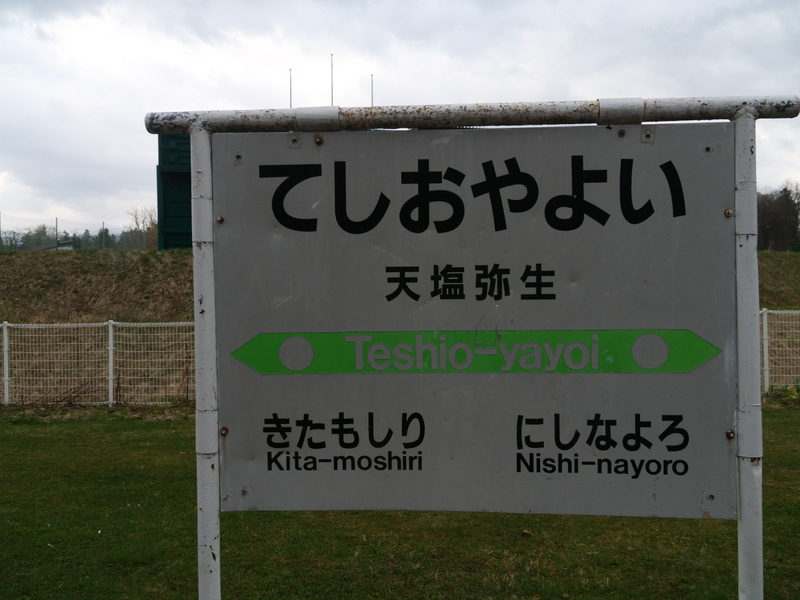 てしおやよい
天塩弥生
Teshio-yayoi
きたもしり にしなよろ
Kita-moshiri Nishi-nayoro